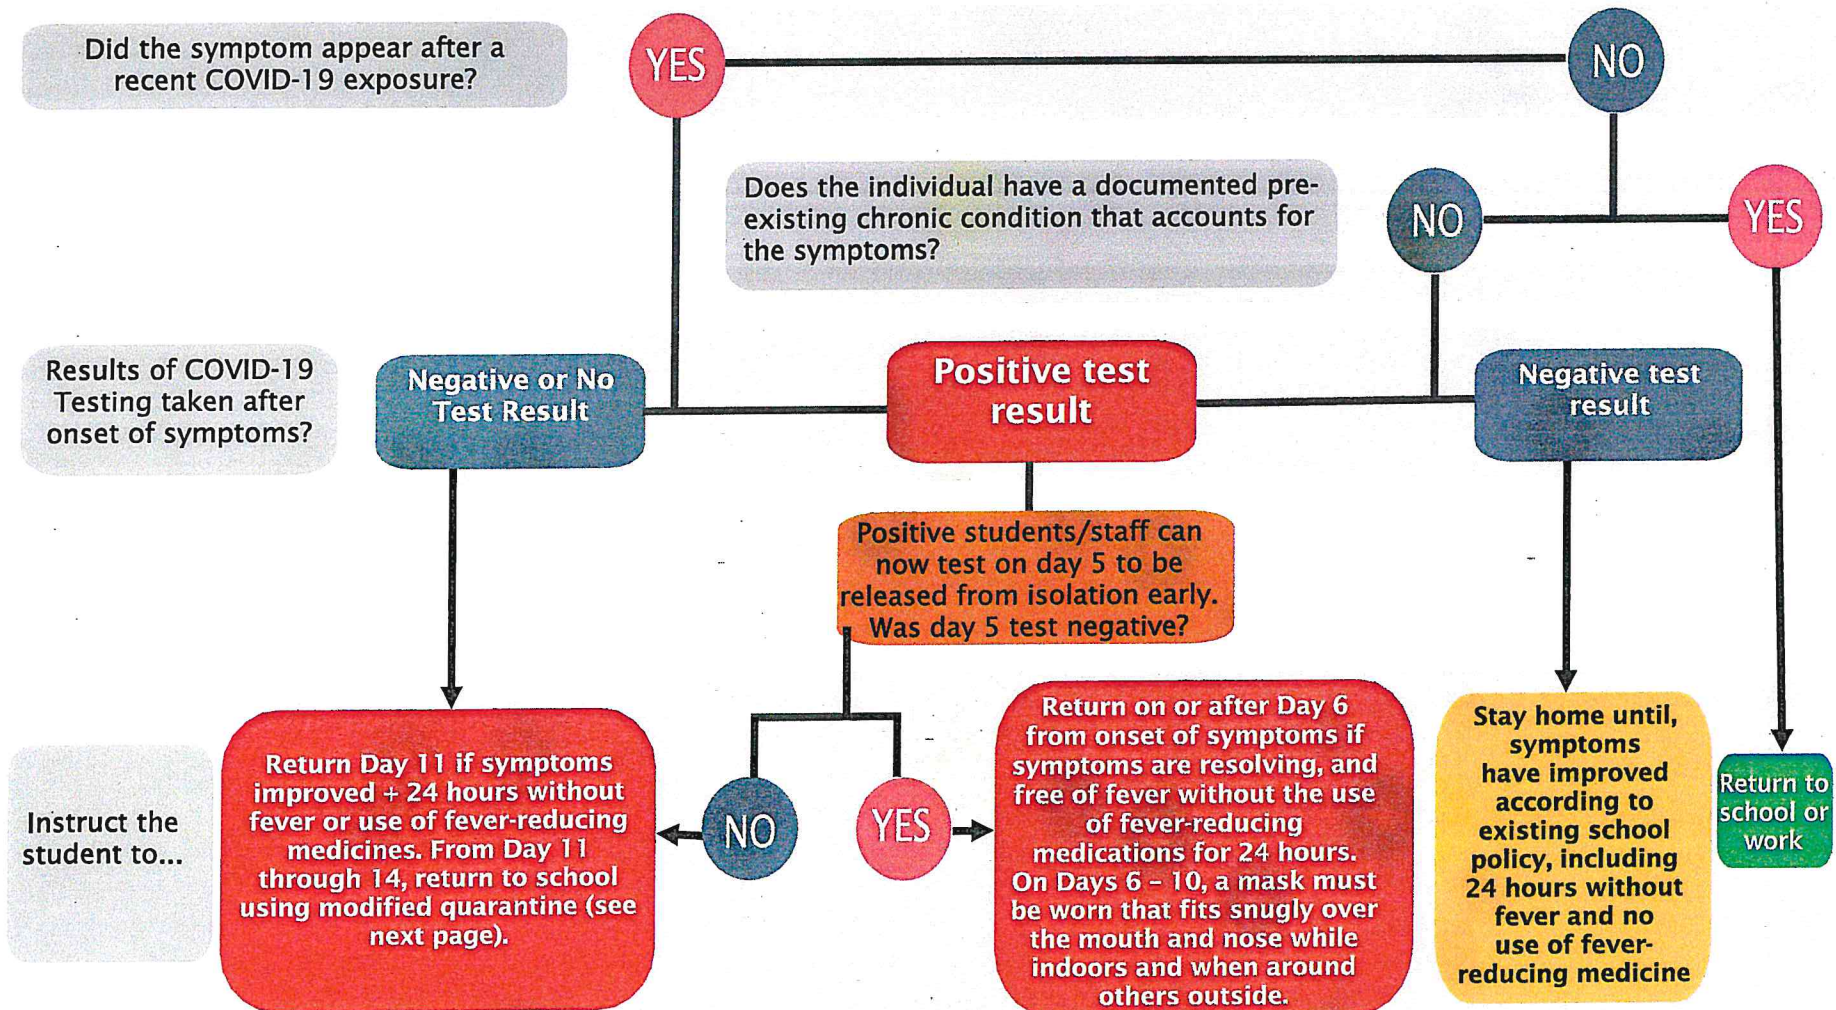 Did the symptom appear after a
recent COVID-19 exposure?
YES
NO
Does the individual have a documented pre-
existing chronic condition that accounts for
the symptoms?
NO
YES
Results of COVID-19
Testing taken after
onset of symptoms?
Negative or No
Test Result
Positive test
result
Negative test
result
Positive students/staff can
now test on day 5 to be
released from isolation early.
Was day 5 test negative?
Instruct the
student to...
Return Day 11 if symptoms
improved + 24 hours without
fever or use of fever-reducing
medicines. From Day 11
through 14, return to school
using modified quarantine (see
next page).
NO
YES
Return on or after Day 6
from onset of symptoms if
symptoms are resolving, and
free of fever without the use
of fever-reducing
medications for 24 hours.
On Days 6 – 10, a mask must
be worn that fits snugly over
the mouth and nose while
indoors and when around
others outside.
Stay home until,
symptoms
have improved
according to
existing school
policy, including
24 hours without
fever and no
use of fever-
reducing medicine
Return to
school or
work